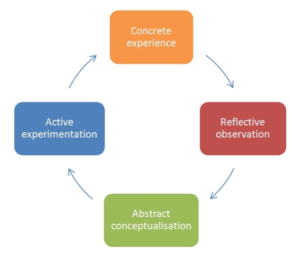 Concrete
experience
Reflective
observation
Abstract
conceptualisation
Active
experimentation